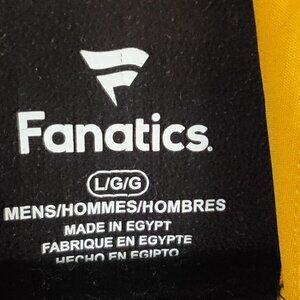 Fanatics.
L/G/G
MENS/HOMMES/HOMBRES
MADE IN EGYPT
FABRIQUE EN EGYPTE
HECHO EN EGIPTO